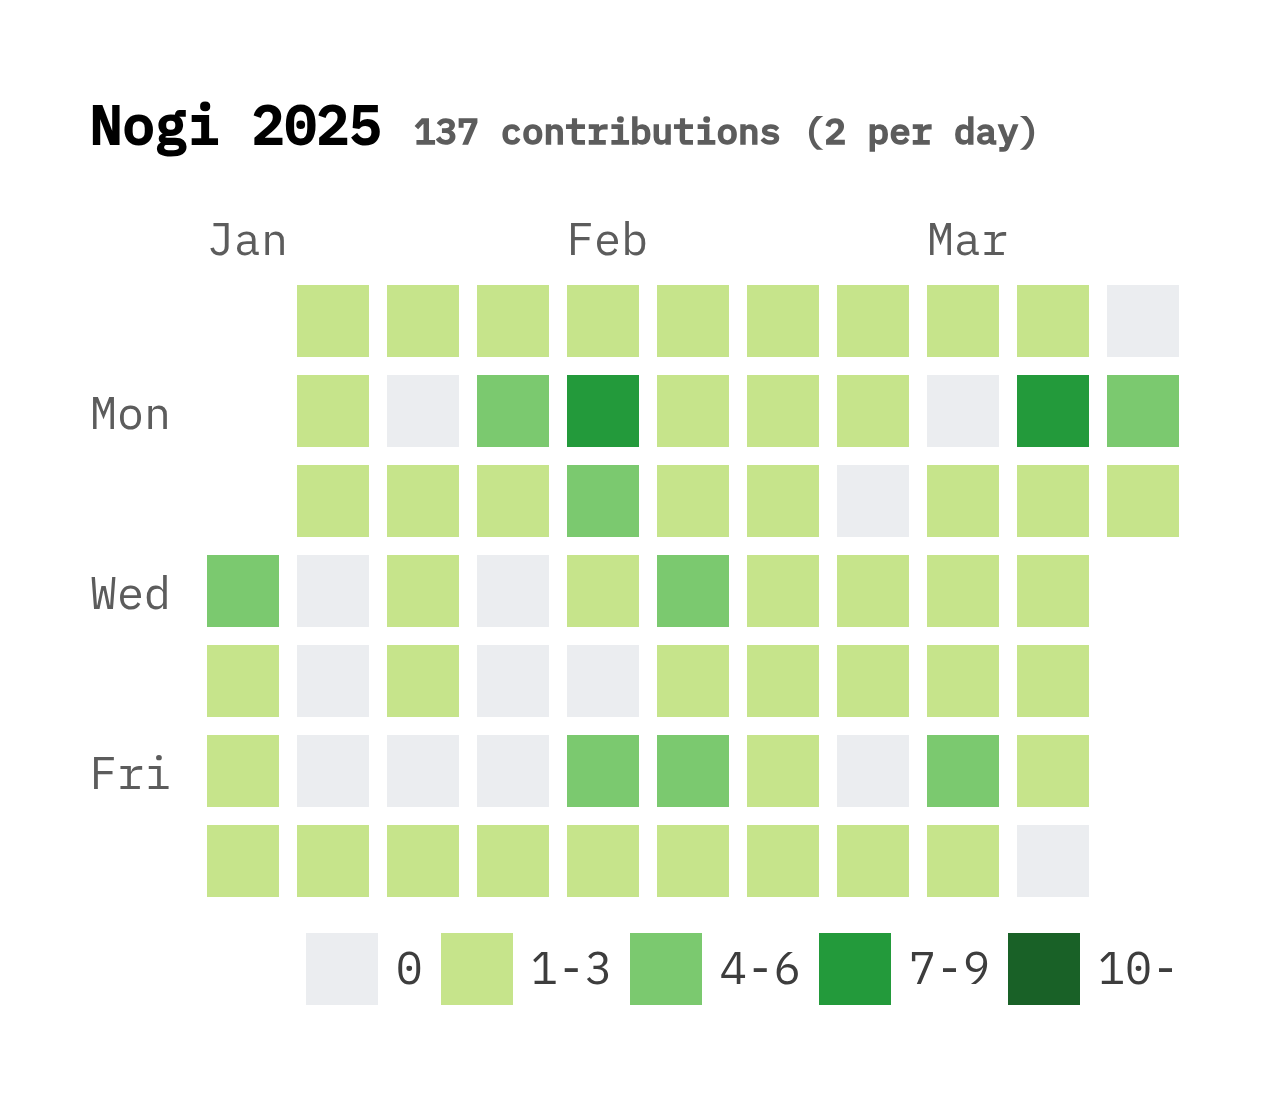 Nogi 2025 137 contributions (2 per day)
Jan Feb Mar
Mon
Wed
Fri
0 1-3 4-6 7-9 10-